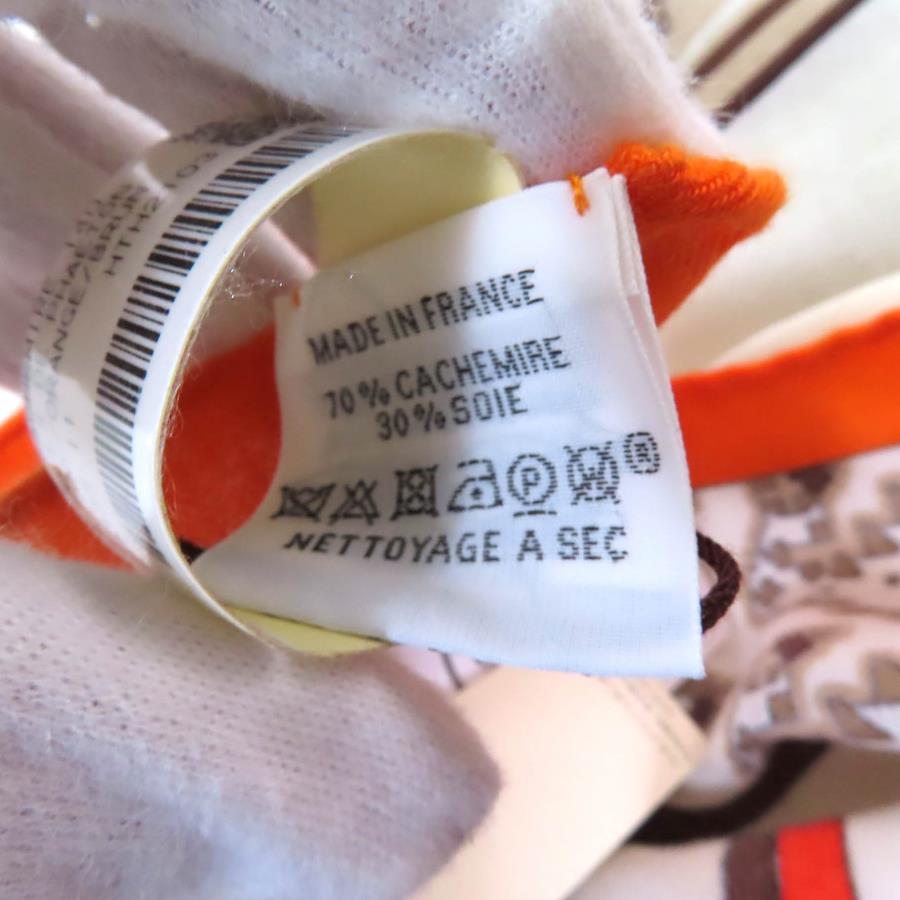 MADE IN FRANCE
70% CACHEMIRE
30% SOIE
P ®
NETTOYAGE A SEC